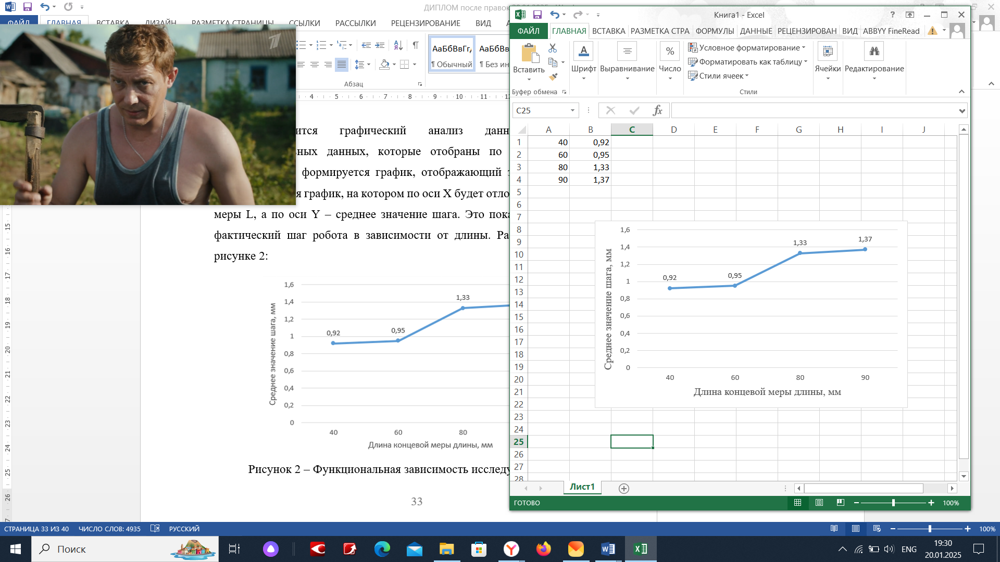 ДИПЛОМ после правок
ФАЙЛ ГЛАВНАЯ ВСТАВКА ДИЗАЙН РАЗМЕТКА СТРАНИЦЫ ССЫЛКИ РАССЫЛКИ РЕЦЕНЗИРОВАНИЕ ВИД
АаБбВвГг, АаБбВв
¶ Обычный ¶ Без ин
Абзац
4 5 6 7 8 9 10 11
графический анализ
данных, которые отобраны по
формируется график, отображающий
график, на котором по оси X будет
меры L, а по оси Y – среднее значение шага. Это
фактический шаг робота в зависимости от длины.
рисунке 2:
1,6
1,4
1,2
1
0,8
0,6
0,4
0,2
0
0,92
0,95
1,33
40 60 80
Среднее значение шага, мм
Длина концевой меры длины, мм
Рисунок 2 – Функциональная зависимость
33
15
16
17
18
19
20
21
22
23
24
25
26
СТРАНИЦА 33 ИЗ 40 ЧИСЛО СЛОВ: 4935 РУССКИЙ
100%
Книга1 - Excel
ФАЙЛ ГЛАВНАЯ ВСТАВКА РАЗМЕТКА СТРА ФОРМУЛЫ ДАННЫЕ РЕЦЕНЗИРОВАН ВИД ABBYY FineRead
Вставить
Буфер обмена
Шрифт
Выравнивание
%
Число
Условное форматирование
Форматировать как таблицу
Стили ячеек
Стили
Ячейки
Редактирование
C25
fx
A B C D E F G H I J
1 40 0,92
2 60 0,95
3 80 1,33
4 90 1,37
5
6
7
8
9
10
11
12
13
14
15
16
17
18
19
20
21
22
23
24
25
26
27
28
1,6
1,4
1,2
1
0,8
0,6
0,4
0,2
0
0,92
0,95
1,33
1,37
40 60 80 90
Среднее значение шага, мм
Длина концевой меры длины, мм
Лист1
ГОТОВО
100%
Поиск
ENG
19:30
20.01.2025